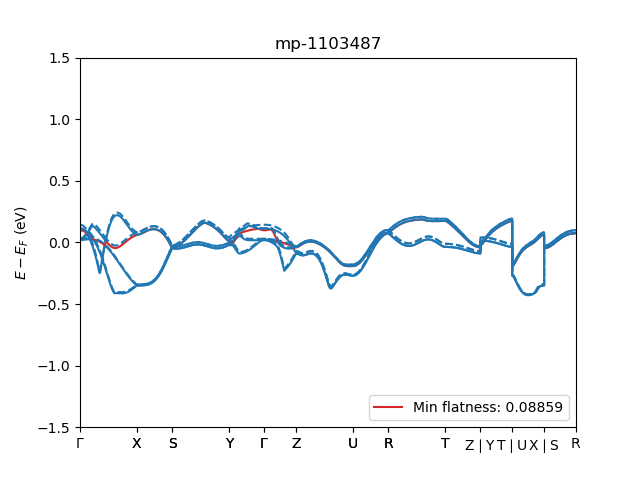 mp-1103487
E − E_F (eV)
1.5
1.0
0.5
0.0
−0.5
−1.0
−1.5
Min flatness: 0.08859
Γ X S Y Γ Z U R T Z|Y T|U X|S R